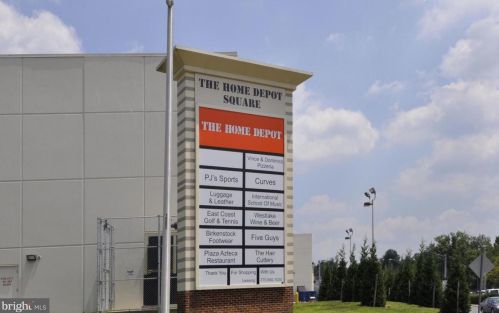 THE HOME DEPOT
SQUARE
THE HOME DEPOT
Vince & Dominic's
Pizzeria
PJ's Sports
Curves
Luggage
& Leather
International
School Of Music
East Coast
Golf & Tennis
Westlake
Wine & Beer
Birkenstock
Footwear
Five Guys
Plaza Azteca
Restaurant
The Hair
Cuttery
Thank You
For Shopping
With Us
bright MLS